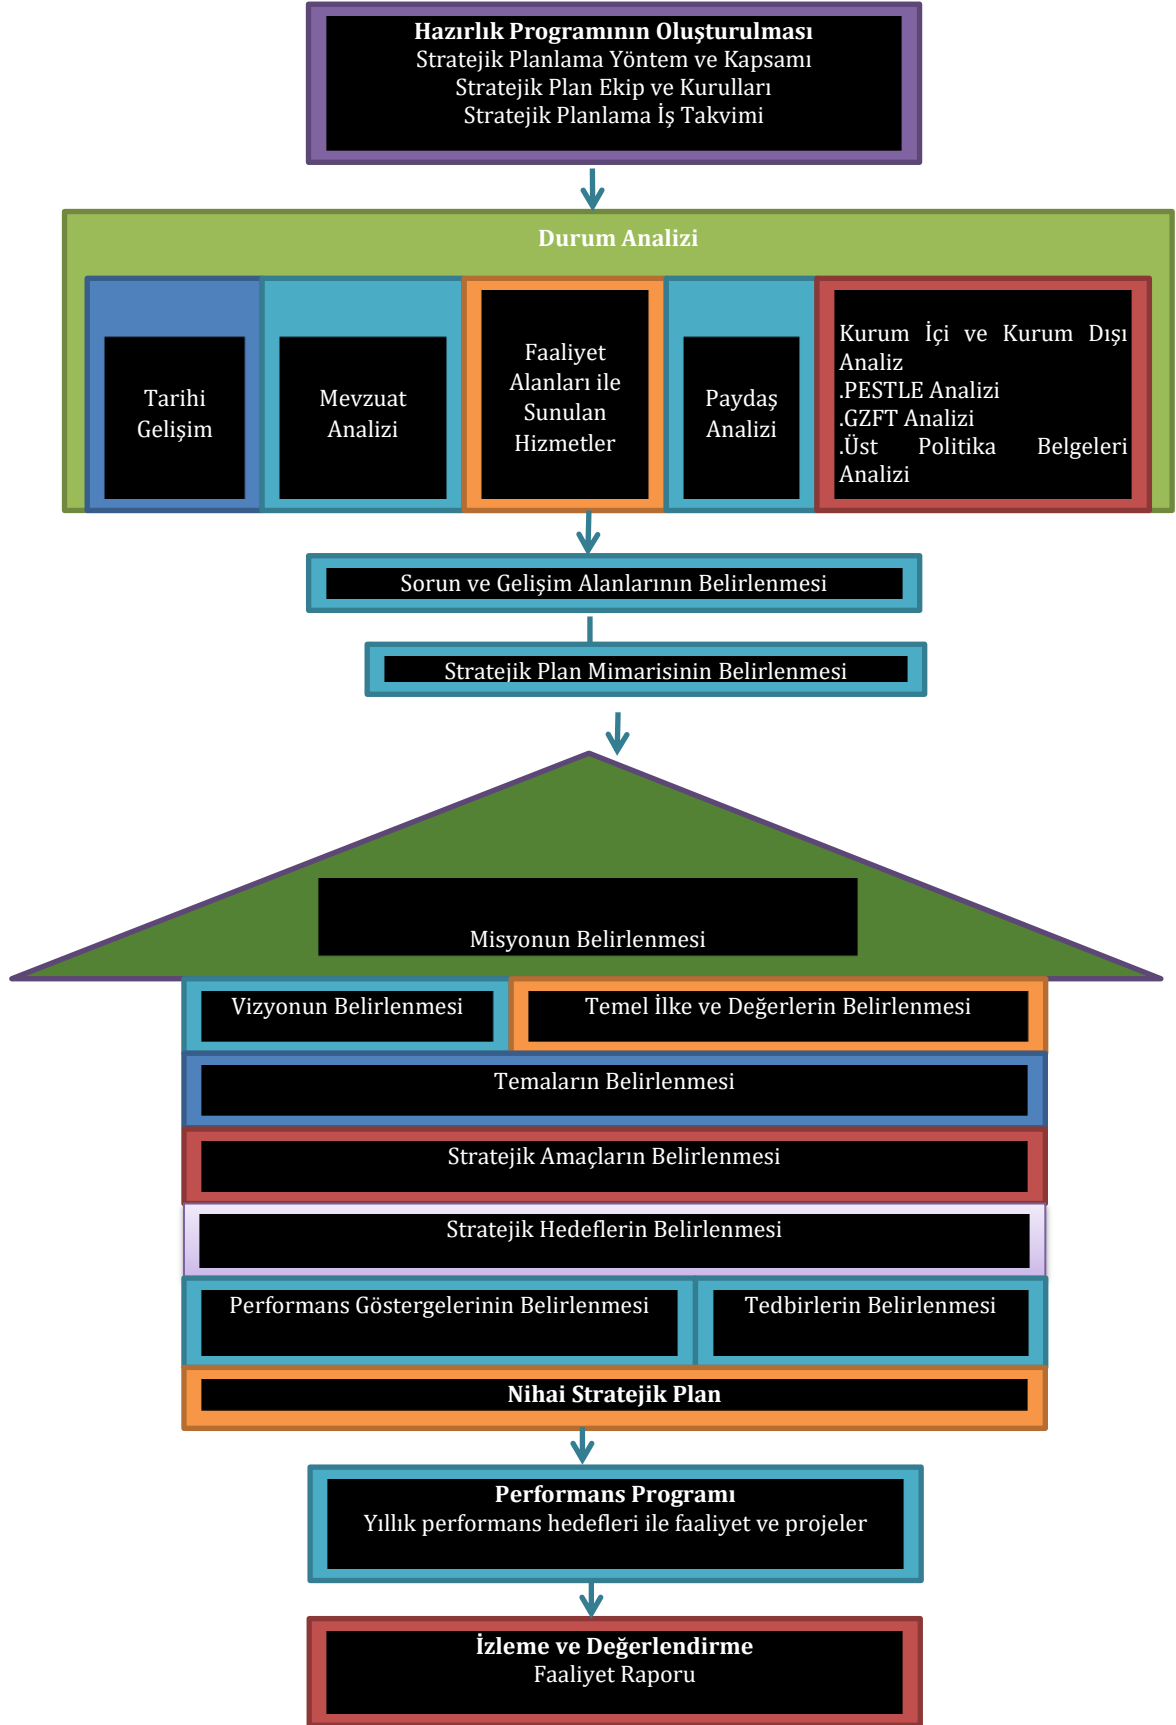 Hazırlık Programının Oluşturulması
Stratejik Planlama Yöntem ve Kapsamı
Stratejik Plan Ekip ve Kurulları
Stratejik Planlama İş Takvimi
Durum Analizi
Tarihi
Gelişim
Mevzuat
Analizi
Faaliyet
Alanları ile
Sunulan
Hizmetler
Paydaş
Analizi
Kurum İçi ve Kurum Dışı
Analiz
.PESTLE Analizi
.GZFT Analizi
.Üst Politika Belgeleri
Analizi
Sorun ve Gelişim Alanlarının Belirlenmesi
Stratejik Plan Mimarisinin Belirlenmesi
Misyonun Belirlenmesi
Vizyonun Belirlenmesi
Temel İlke ve Değerlerin Belirlenmesi
Temaların Belirlenmesi
Stratejik Amaçların Belirlenmesi
Stratejik Hedeflerin Belirlenmesi
Performans Göstergelerinin Belirlenmesi
Tedbirlerin Belirlenmesi
Nihai Stratejik Plan
Performans Programı
Yıllık performans hedefleri ile faaliyet ve projeler
İzleme ve Değerlendirme
Faaliyet Raporu